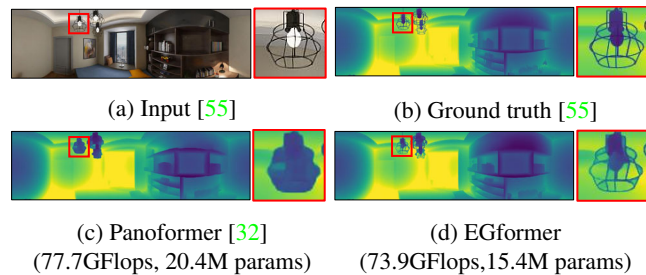 (a) Input [55]
(b) Ground truth [55]
(c) Panoformer [32]
(77.7GFlops, 20.4M params)
(d) EGformer
(73.9GFlops,15.4M params)